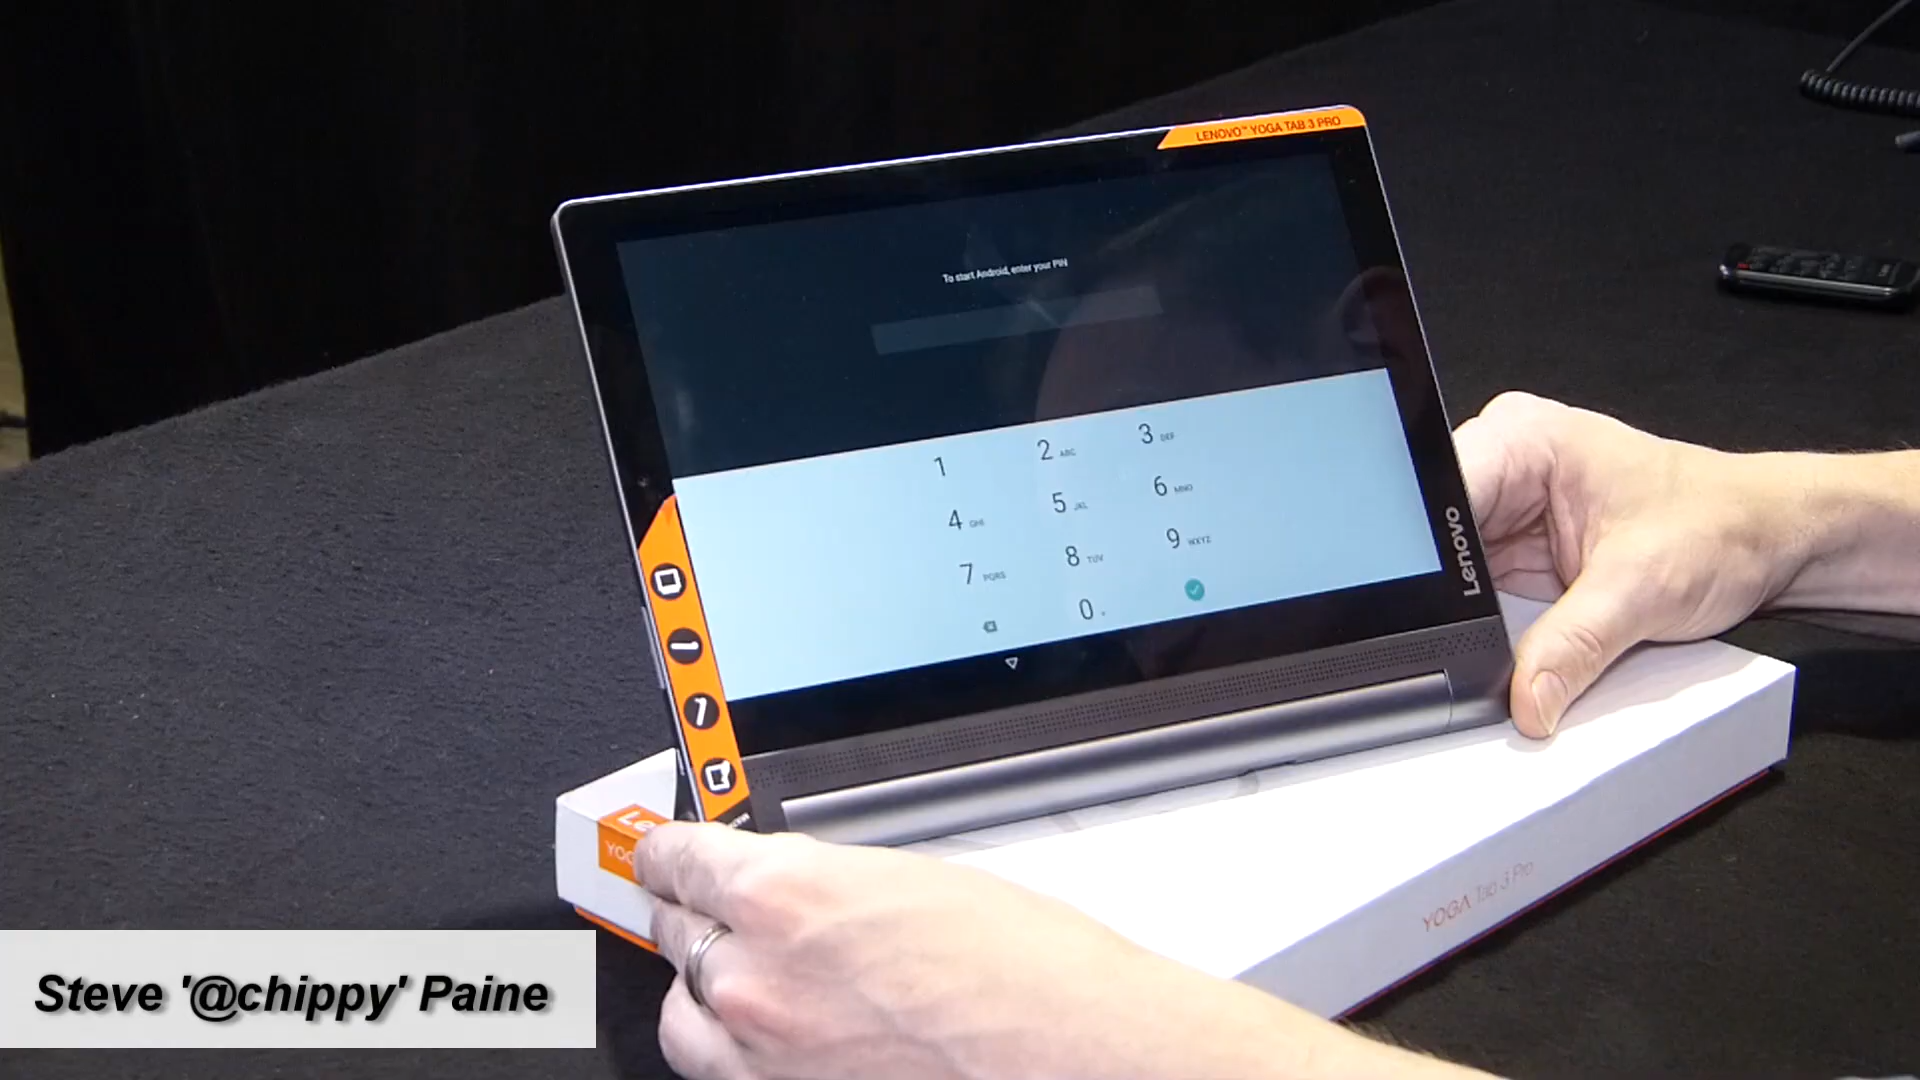 LENOVO™ YOGA TAB 3 PRO
To start Android, enter your PIN
1
2 ABC
3 DEF
4 GHI
5 JKL
6 MNO
7 PQRS
8 TUV
9 WXYZ
0
Lenovo
YOGA Tab 3 Pro
Steve '@chippy' Paine